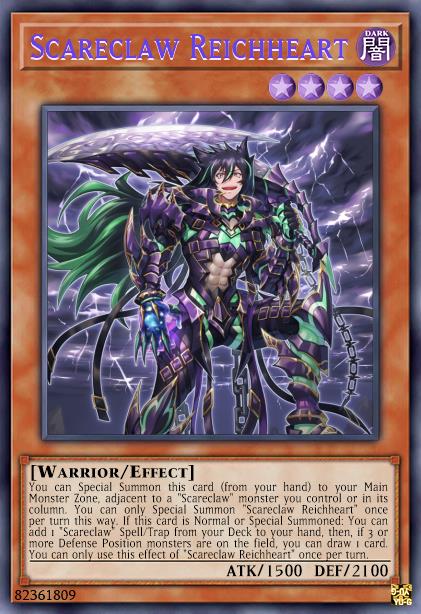 SCARECLAW REICHHEART
DARK
闇
[WARRIOR/EFFECT]
You can Special Summon this card (from your hand) to your Main
Monster Zone, adjacent to a "Scareclaw" monster you control or in its
column. You can only Special Summon "Scareclaw Reichheart" once
per turn this way. If this card is Normal or Special Summoned: You can
add 1 "Scareclaw" Spell/Trap from your Deck to your hand, then, if 3 or
more Defense Position monsters are on the field, you can draw 1 card.
You can only use this effect of "Scareclaw Reichheart" once per turn.
ATK/1500 DEF/2100
82361809